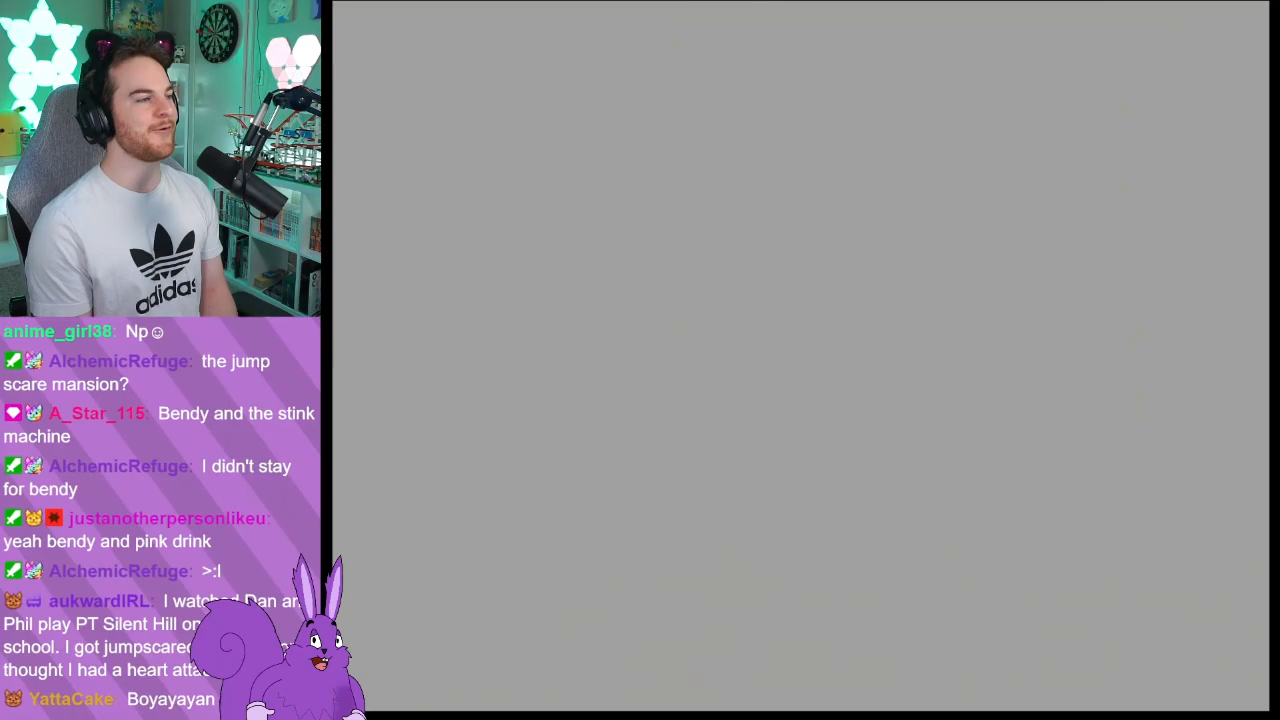 adidas
anime_girl38: Np☺
AlchemicRefuge: the jump
scare mansion?
A_Star_115: Bendy and the stink
machine
AlchemicRefuge: I didn't stay
for bendy
justanotherpersonlikeu:
yeah bendy and pink drink
AlchemicRefuge: >:l
aukwardIRL: I watched Dan an
Phil play PT Silent Hill on
school. I got jumpscared
thought I had a heart atta
YattaCake Boyayayan